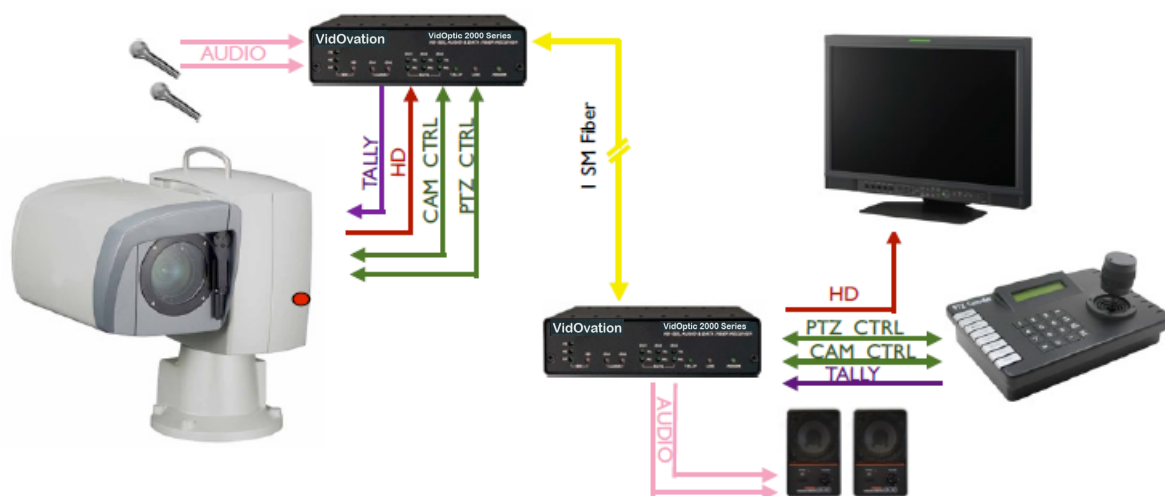 AUDIO
VidOvation VidOptic 2000 Series
TALLY
HD
CAM CTRL
PTZ CTRL
1 SM Fiber
VidOvation VidOptic 2000 Series
HD
PTZ CTRL
CAM CTRL
TALLY
AUDIO